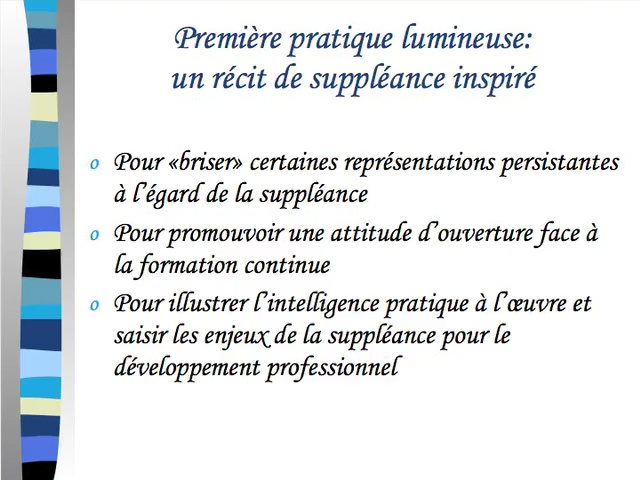 Première pratique lumineuse:
un récit de suppléance inspiré
o Pour «briser» certaines représentations persistantes
à l'égard de la suppléance
o Pour promouvoir une attitude d'ouverture face à
la formation continue
o Pour illustrer l'intelligence pratique à l'œuvre et
saisir les enjeux de la suppléance pour le
développement professionnel